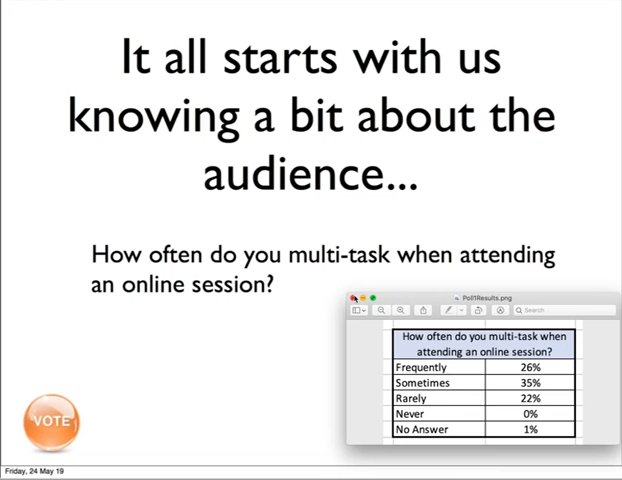 It all starts with us
knowing a bit about the
audience...
How often do you multi-task when attending
an online session?
Poll1Results.png
Search
How often do you multi-task when
attending an online session?
Frequently 26%
Sometimes 35%
Rarely 22%
Never 0%
No Answer 1%
VOTE
Friday, 24 May 19